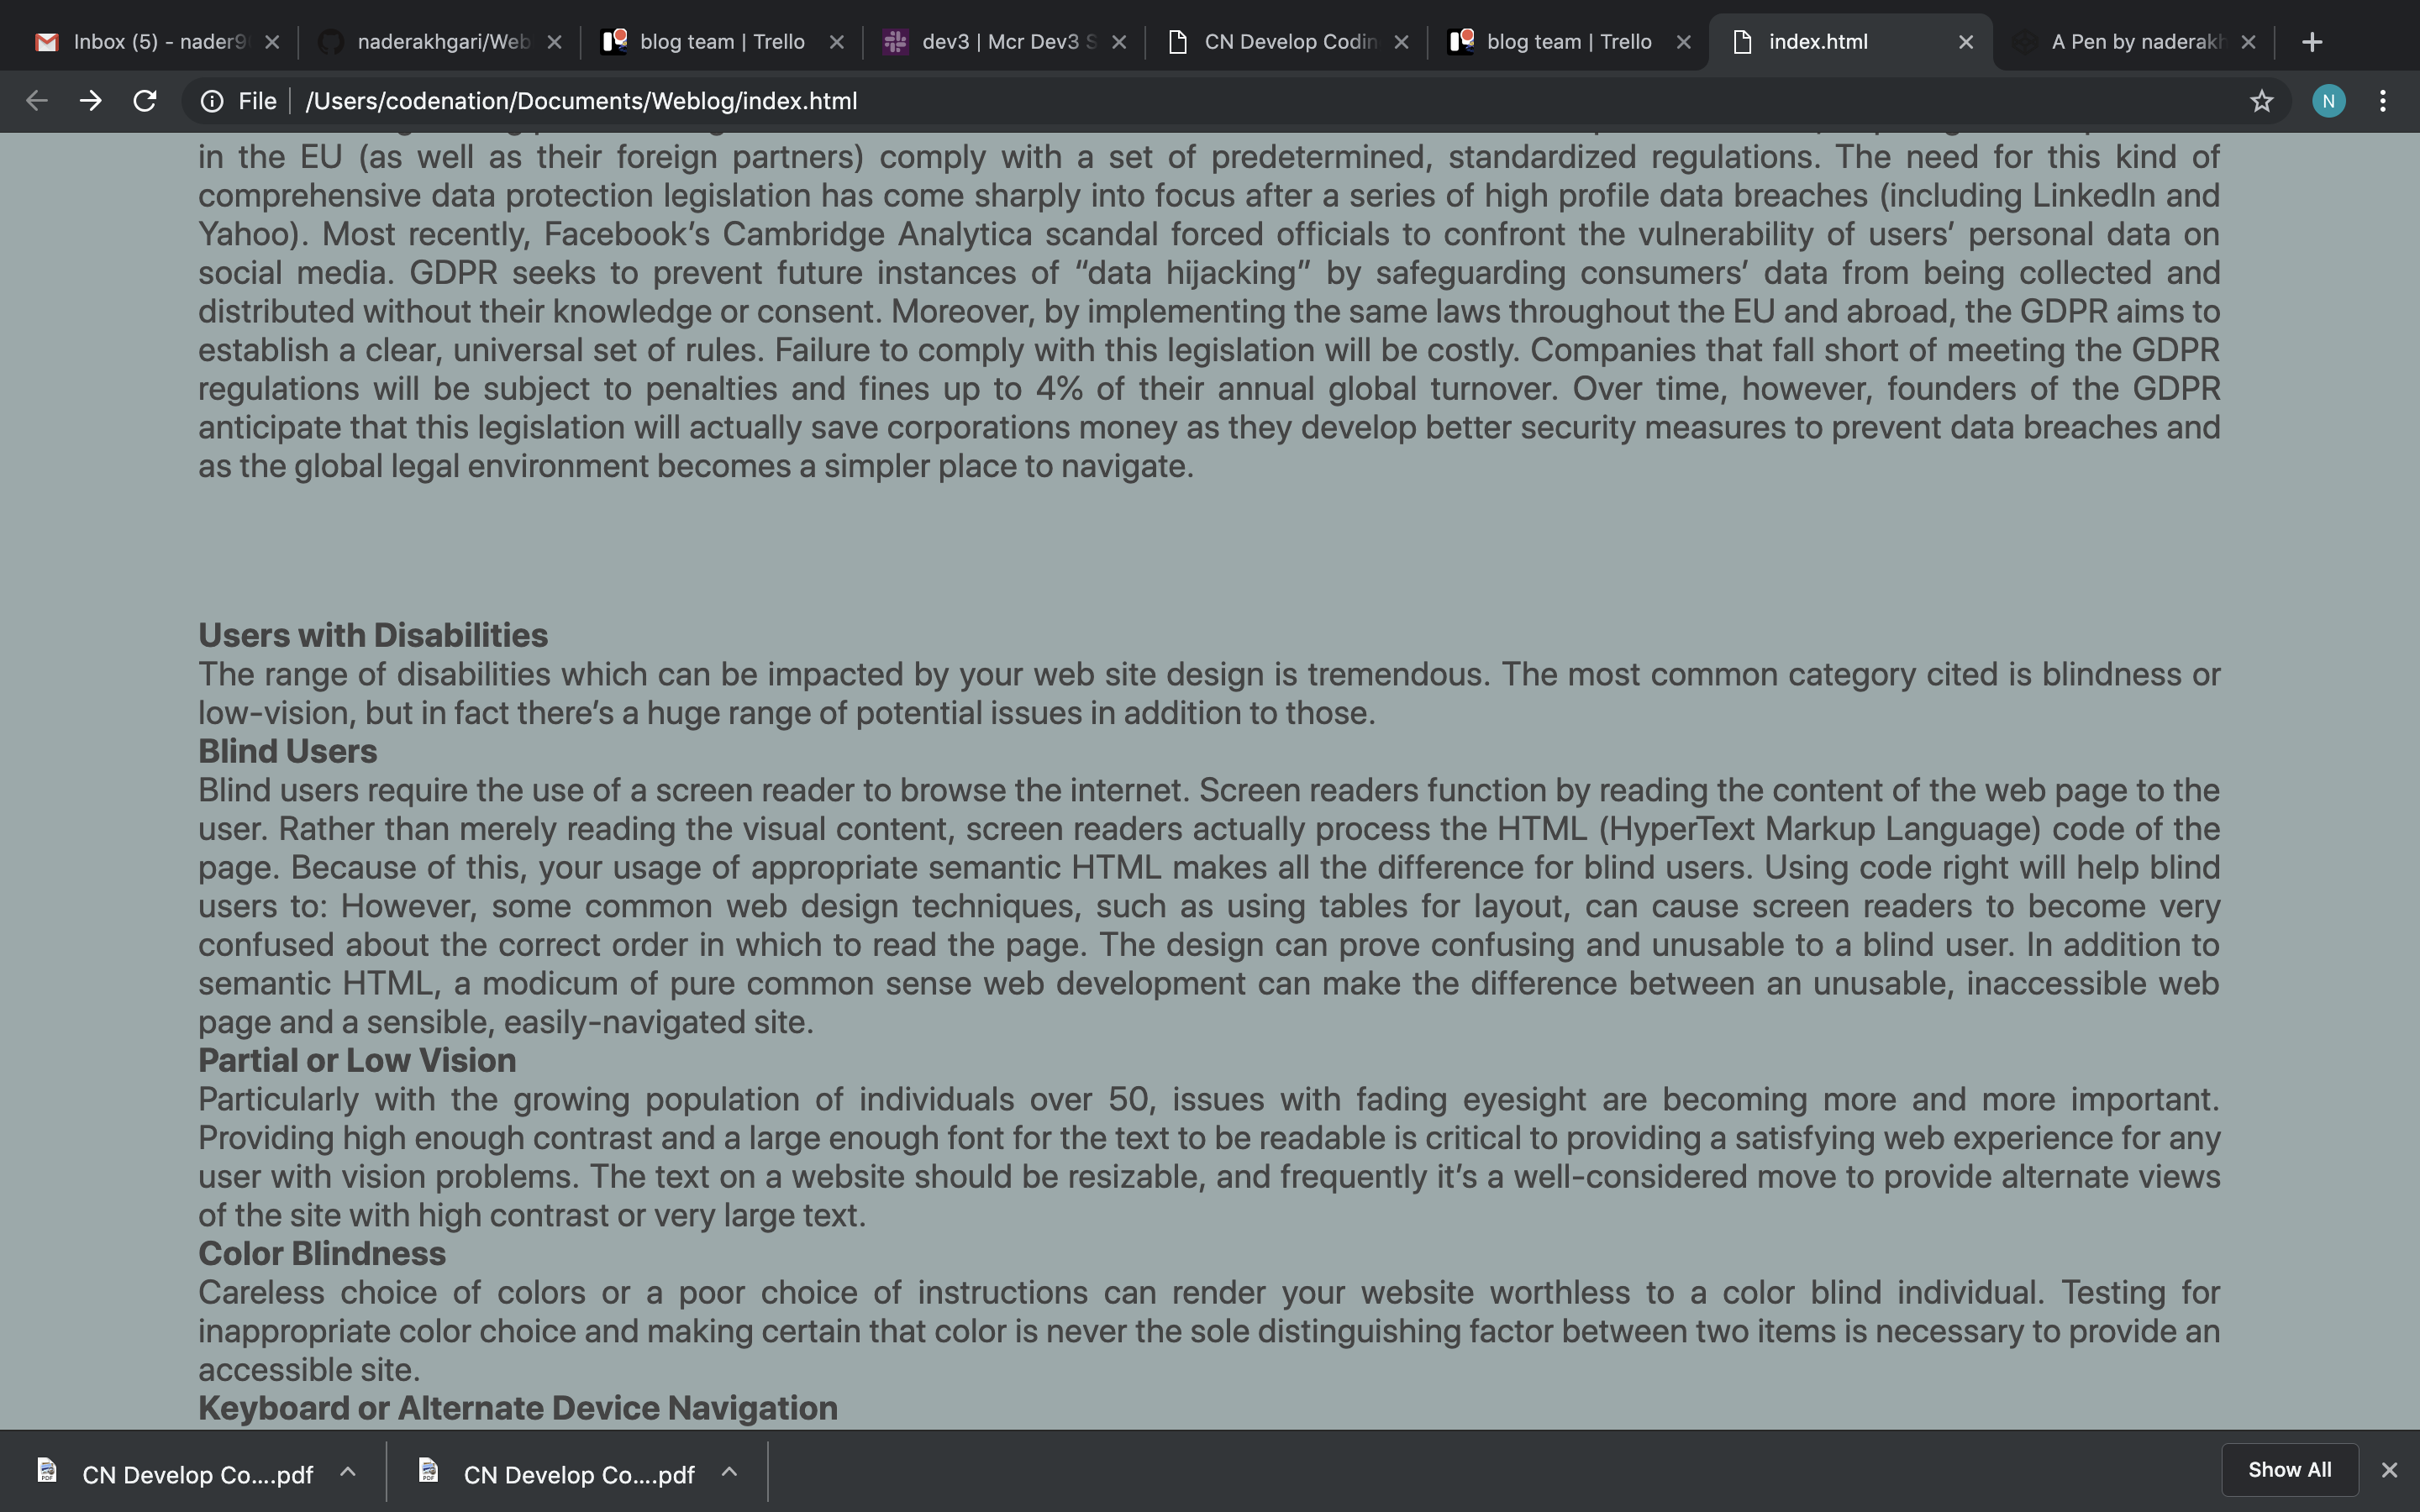 Inbox (5) - nader9
naderakhgari/Web
blog team | Trello
dev3 | Mcr Dev3 S
CN Develop Codin
blog team | Trello
index.html
A Pen by naderakh
File
/Users/codenation/Documents/Weblog/index.html
N
in the EU (as well as their foreign partners) comply with a set of predetermined, standardized regulations. The need for this kind of
comprehensive data protection legislation has come sharply into focus after a series of high profile data breaches (including LinkedIn and
Yahoo). Most recently, Facebook’s Cambridge Analytica scandal forced officials to confront the vulnerability of users’ personal data on
social media. GDPR seeks to prevent future instances of “data hijacking” by safeguarding consumers’ data from being collected and
distributed without their knowledge or consent. Moreover, by implementing the same laws throughout the EU and abroad, the GDPR aims to
establish a clear, universal set of rules. Failure to comply with this legislation will be costly. Companies that fall short of meeting the GDPR
regulations will be subject to penalties and fines up to 4% of their annual global turnover. Over time, however, founders of the GDPR
anticipate that this legislation will actually save corporations money as they develop better security measures to prevent data breaches and
as the global legal environment becomes a simpler place to navigate.
Users with Disabilities
The range of disabilities which can be impacted by your web site design is tremendous. The most common category cited is blindness or
low-vision, but in fact there’s a huge range of potential issues in addition to those.
Blind Users
Blind users require the use of a screen reader to browse the internet. Screen readers function by reading the content of the web page to the
user. Rather than merely reading the visual content, screen readers actually process the HTML (HyperText Markup Language) code of the
page. Because of this, your usage of appropriate semantic HTML makes all the difference for blind users. Using code right will help blind
users to: However, some common web design techniques, such as using tables for layout, can cause screen readers to become very
confused about the correct order in which to read the page. The design can prove confusing and unusable to a blind user. In addition to
semantic HTML, a modicum of pure common sense web development can make the difference between an unusable, inaccessible web
page and a sensible, easily-navigated site.
Partial or Low Vision
Particularly with the growing population of individuals over 50, issues with fading eyesight are becoming more and more important.
Providing high enough contrast and a large enough font for the text to be readable is critical to providing a satisfying web experience for any
user with vision problems. The text on a website should be resizable, and frequently it’s a well-considered move to provide alternate views
of the site with high contrast or very large text.
Color Blindness
Careless choice of colors or a poor choice of instructions can render your website worthless to a color blind individual. Testing for
inappropriate color choice and making certain that color is never the sole distinguishing factor between two items is necessary to provide an
accessible site.
Keyboard or Alternate Device Navigation
CN Develop Co....pdf
CN Develop Co....pdf
Show All